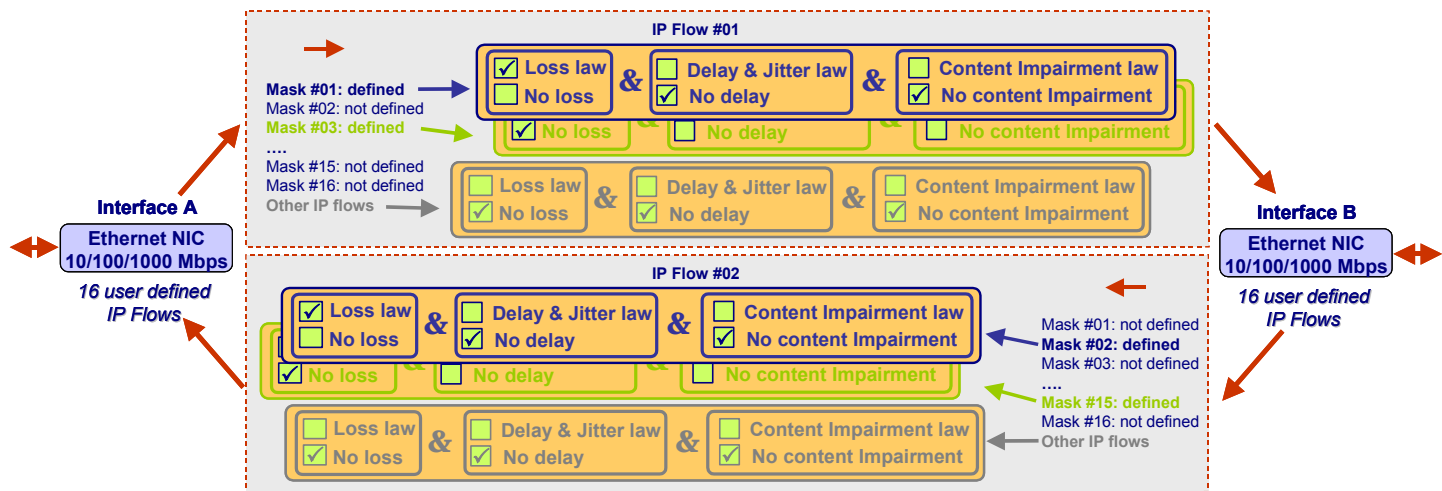 IP Flow #01
Mask #01: defined
Mask #02: not defined
Mask #03: defined
....
Mask #15: not defined
Mask #16: not defined
Other IP flows
Loss law
No loss
&
Delay & Jitter law
No delay
&
Content Impairment law
No content Impairment
No loss
&
No delay
&
No content Impairment
Loss law
No loss
&
Delay & Jitter law
No delay
&
Content Impairment law
No content Impairment
Interface A
Ethernet NIC
10/100/1000 Mbps
16 user defined
IP Flows
Interface B
Ethernet NIC
10/100/1000 Mbps
16 user defined
IP Flows
IP Flow #02
Loss law
No loss
&
Delay & Jitter law
No delay
&
Content Impairment law
No content Impairment
No loss
&
No delay
&
No content Impairment
Loss law
No loss
&
Delay & Jitter law
No delay
&
Content Impairment law
No content Impairment
Mask #01: not defined
Mask #02: defined
Mask #03: not defined
....
Mask #15: defined
Mask #16: not defined
Other IP flows